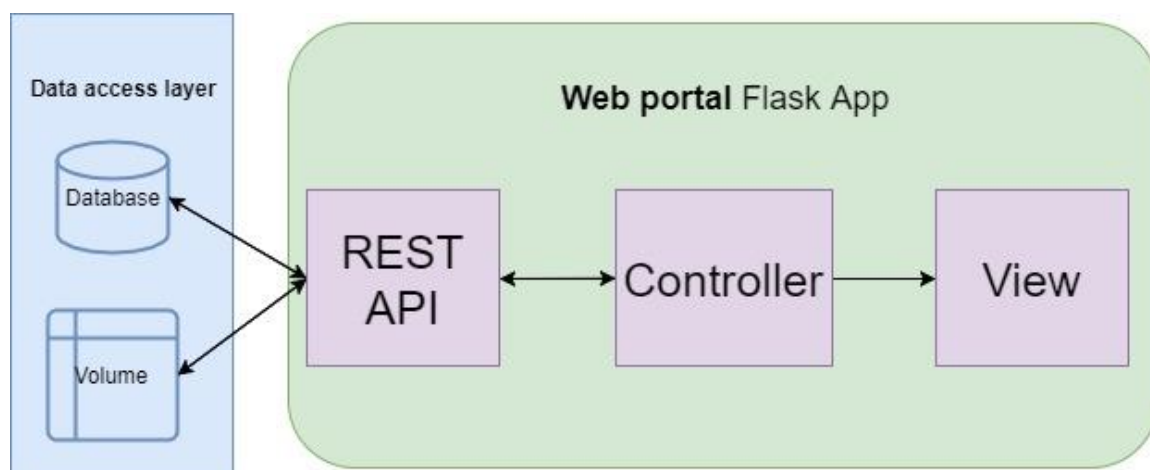 Data access layer
Database
Volume
Web portal Flask App
REST
API
Controller
View